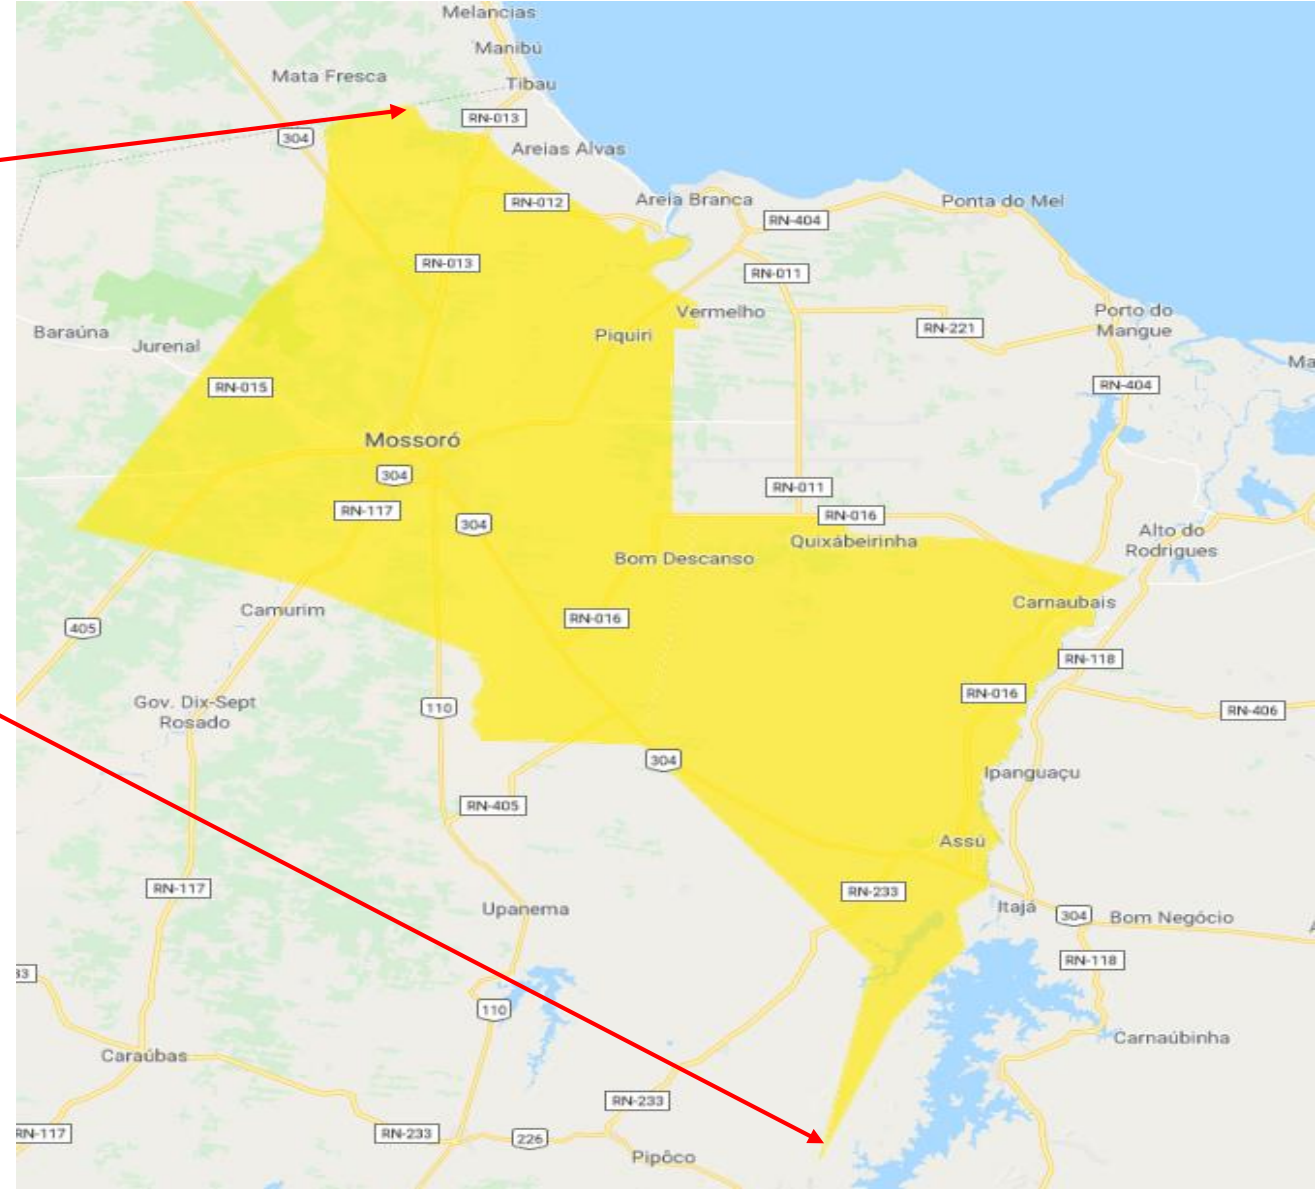 Melancias
Manibú
Mata Fresca
Tibau
RN-013
304
Areias Alvas
RN-012
Areia Branca
Ponta do Mel
RN-404
RN-013
RN-011
Vermelho
Porto do
Mangue
Baraúna
Jurenal
Piquiri
RN-221
Ma
RN-015
RN-404
Mossoró
304
RN-011
RN-117
304
RN-016
Alto do
Rodrigues
Quixabeirinha
Bom Descanso
Camurim
Carnaubais
405
RN-016
RN-118
Gov. Dix-Sept
Rosado
110
RN-016
RN-406
304
Ipanguaçu
RN-405
Assú
RN-117
RN-233
Upanema
Itajá
304
Bom Negócio
RN-118
33
110
Carnaúbinha
Caraúbas
RN-233
RN-117
RN-233
226
Pipôco